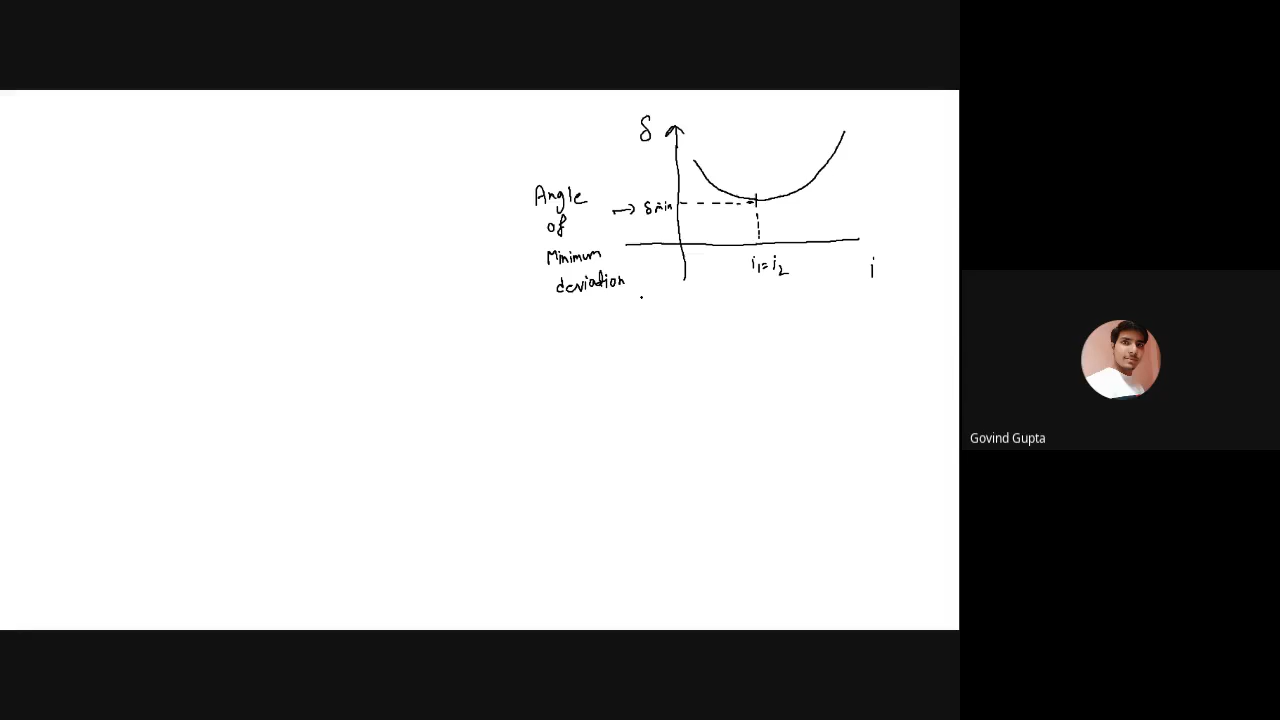 δ
Angle
of
Minimum
deviation
→ δmin
i₁=i₂
i
Govind Gupta